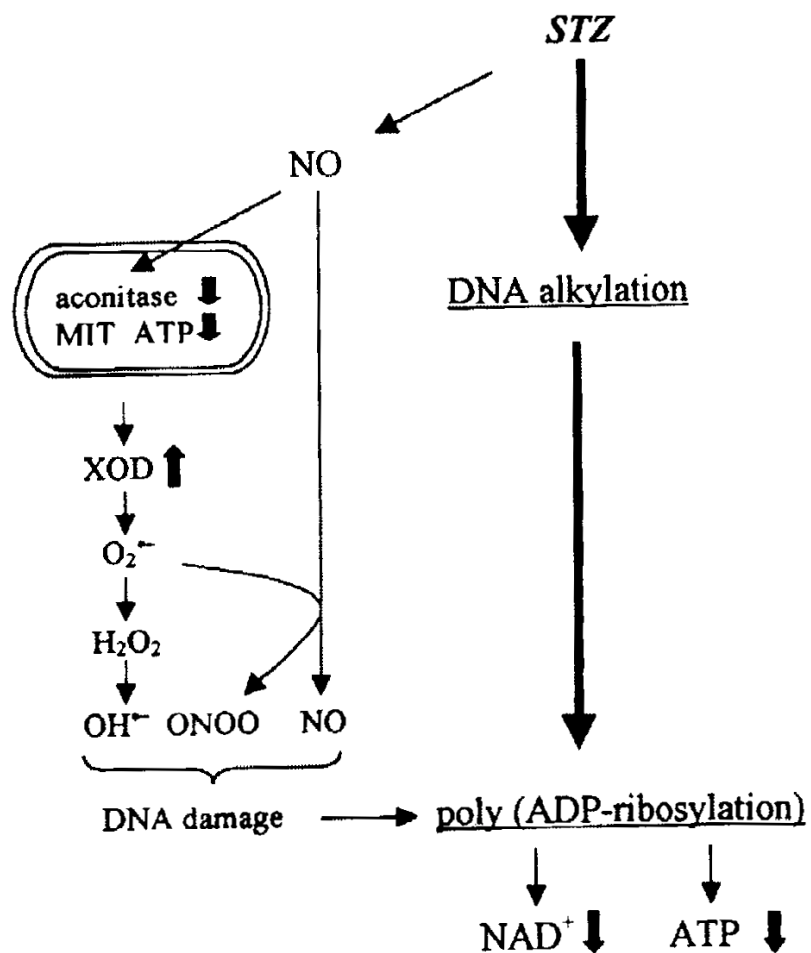 STZ
NO
aconitase
DNA alkylation
MIT ATP
XOD
O₂•−
H₂O₂
OH•− ONOO NO
DNA damage
poly (ADP-ribosylation)
NAD⁺ ATP